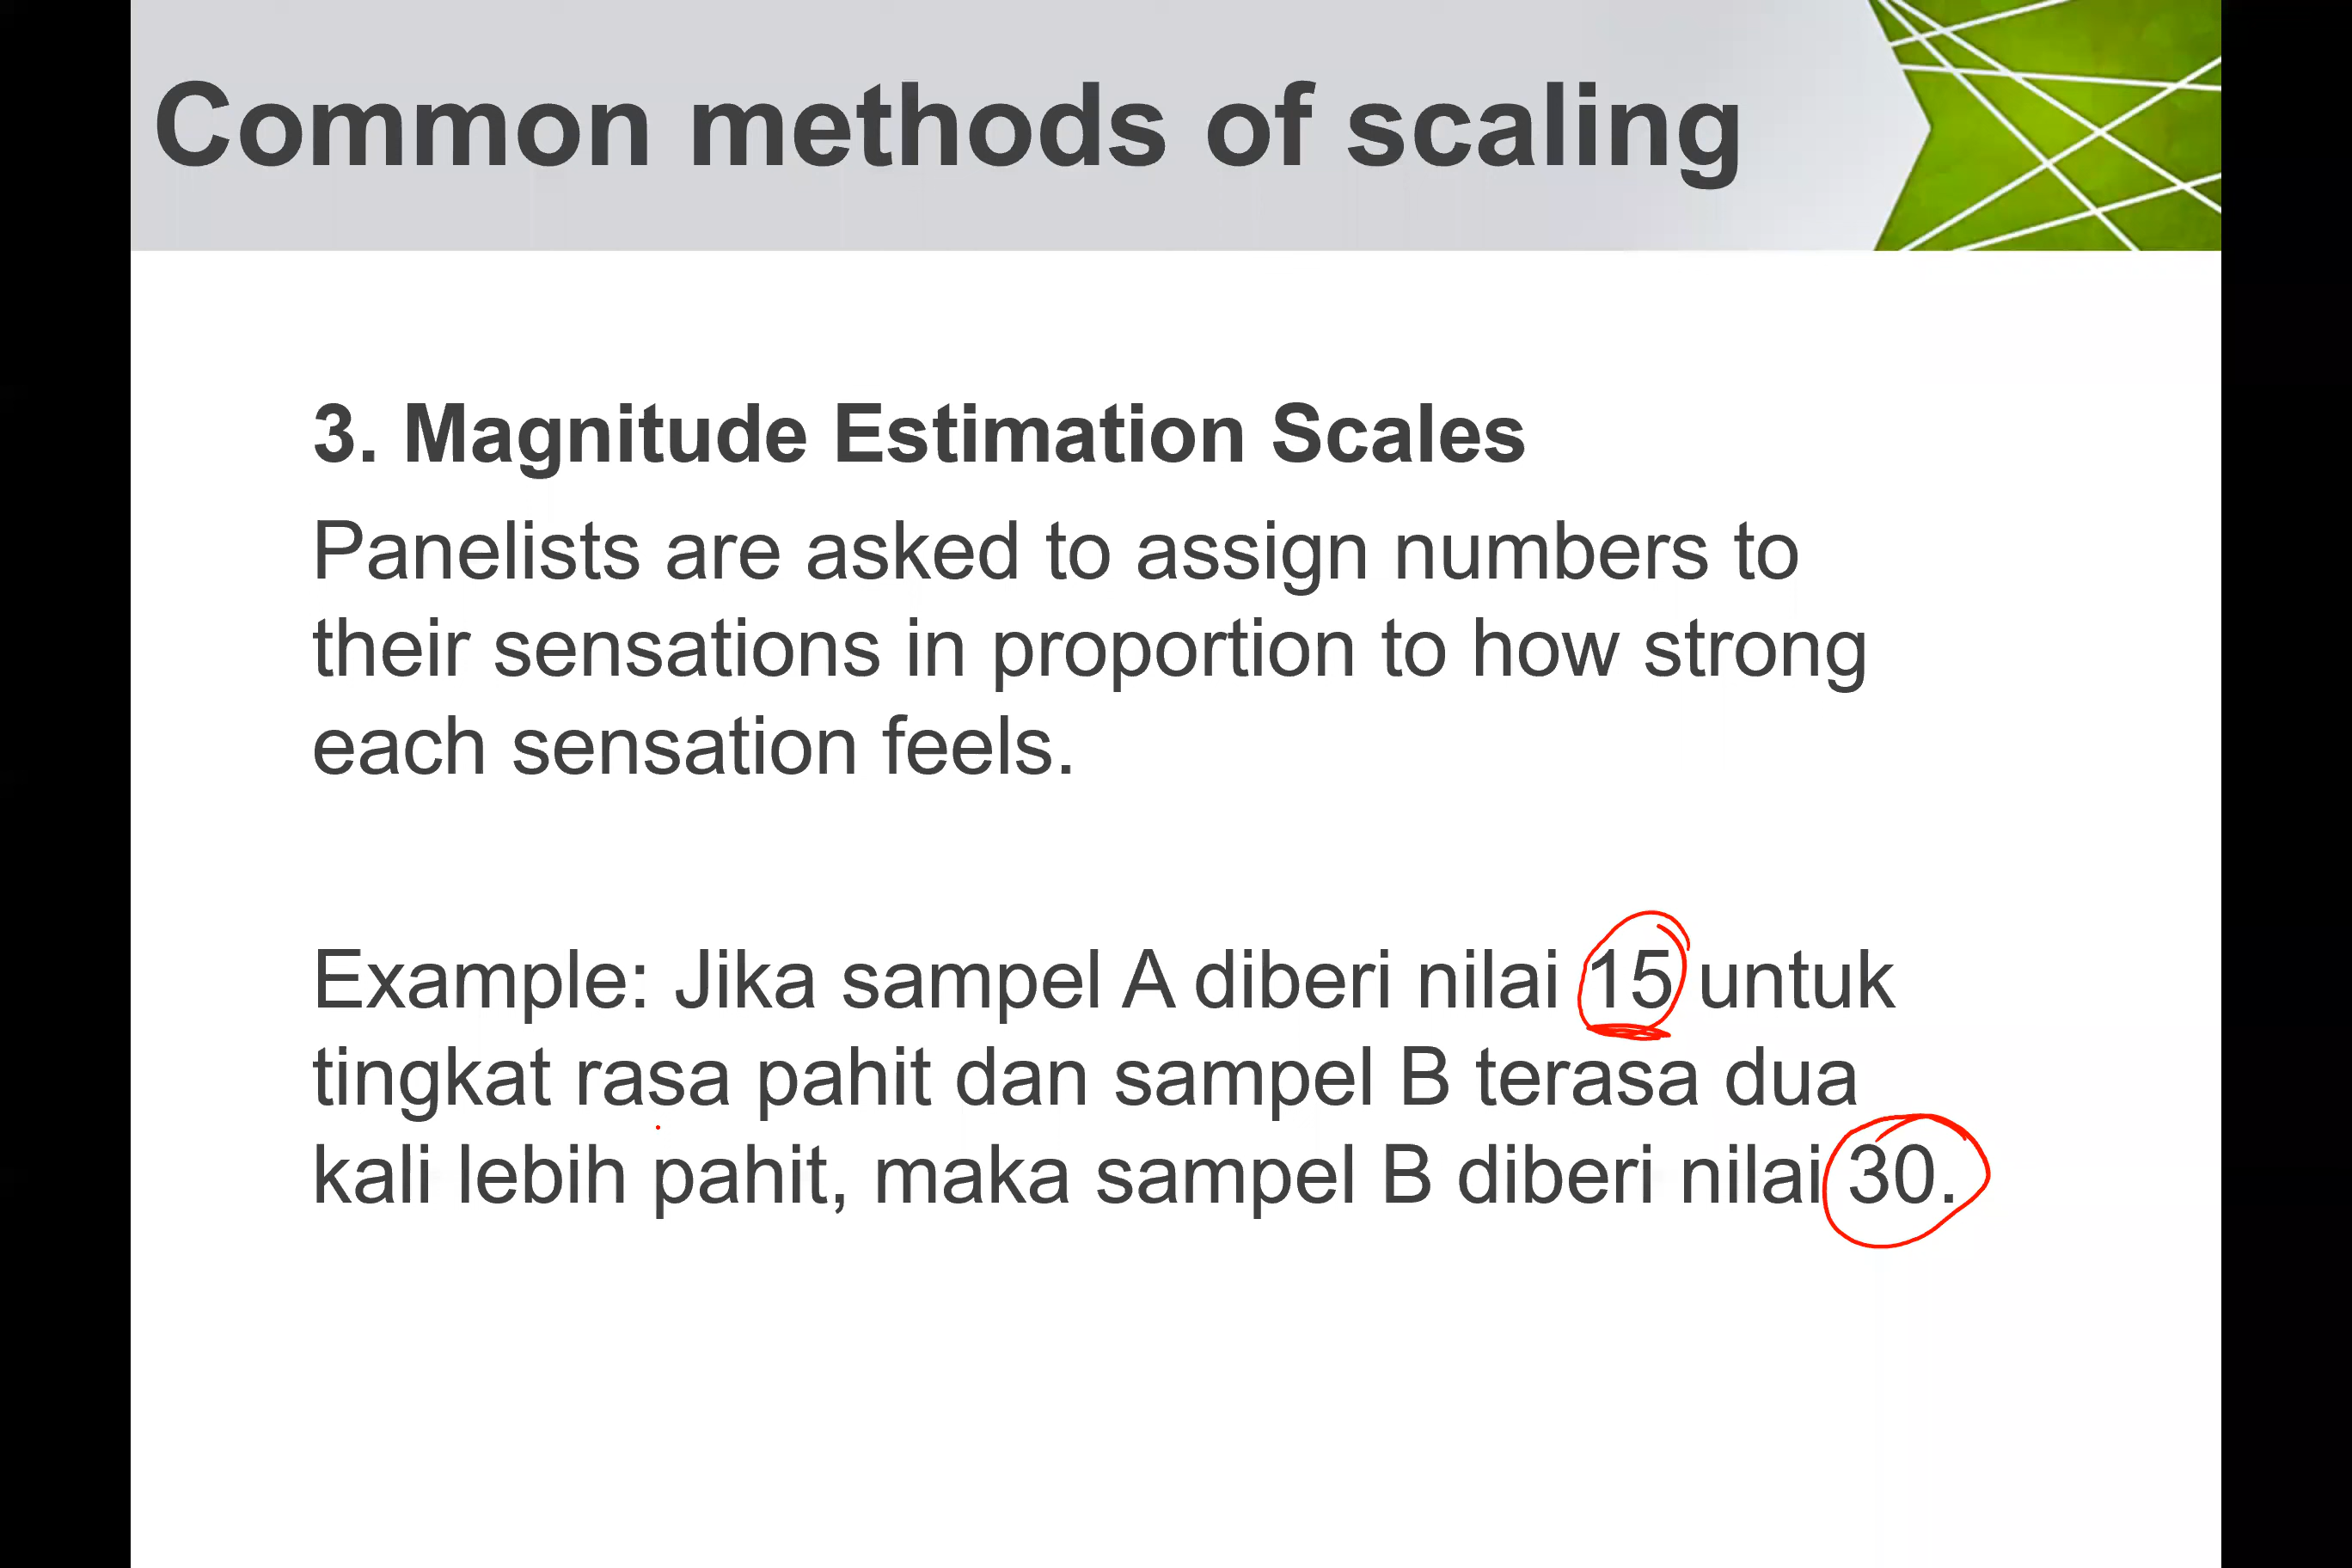 Common methods of scaling
3. Magnitude Estimation Scales
Panelists are asked to assign numbers to
their sensations in proportion to how strong
each sensation feels.
Example: Jika sampel A diberi nilai 15 untuk
tingkat rasa pahit dan sampel B terasa dua
kali lebih pahit, maka sampel B diberi nilai 30.